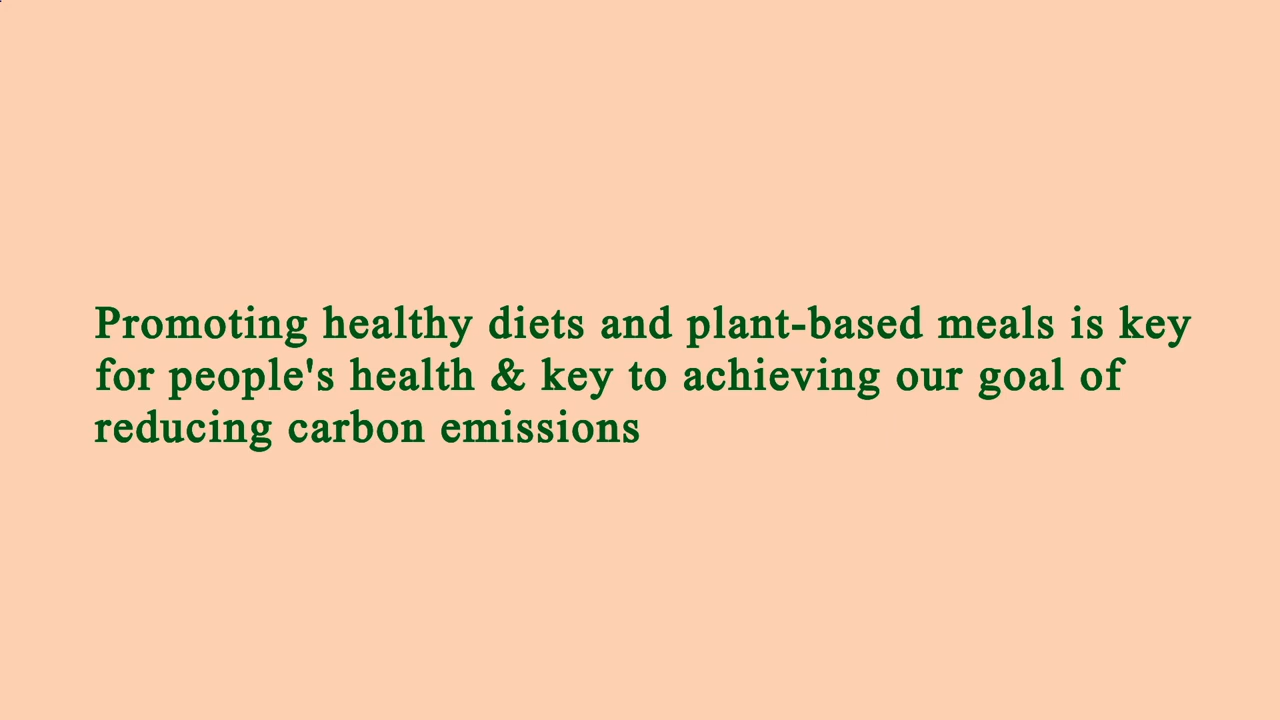 Promoting healthy diets and plant-based meals is key
for people's health & key to achieving our goal of
reducing carbon emissions